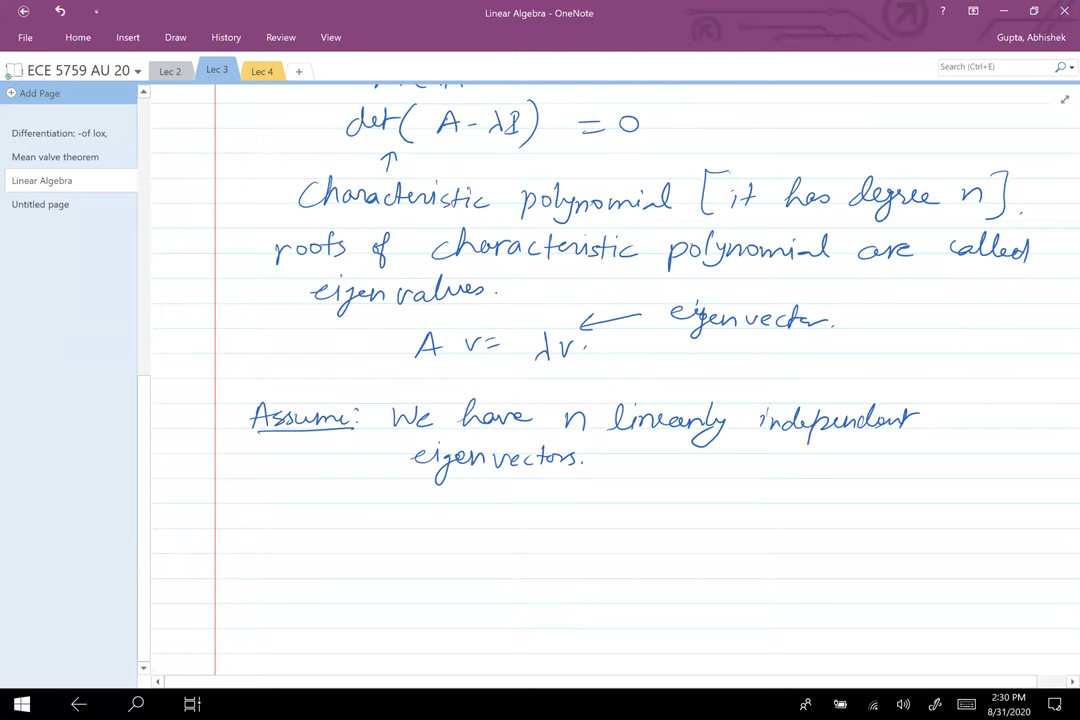 Linear Algebra - OneNote
?
File Home Insert Draw History Review View
Gupta, Abhishek
ECE 5759 AU 20 Lec 2 Lec 3 Lec 4 +
Search (Ctrl+E)
Add Page
Differentiation: -of lox,
Mean valve theorem
Linear Algebra
Untitled page
det( A - λI) = 0
↑
Characteristic polynomial [it has degree n].
roots of characteristic polynomial are called
eigen values.
eigenvector.
A v = λv.
Assume: We have n linearly independent
eigenvectors.
2:30 PM
8/31/2020